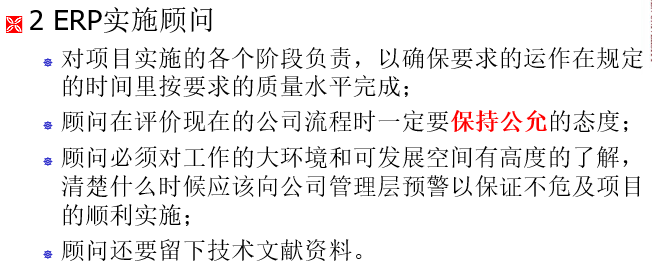 2 ERP实施顾问
对项目实施的各个阶段负责，以确保要求的运作在规定
的时间里按要求的质量水平完成；
顾问在评价现在的公司流程时一定要保持公允的态度；
顾问必须对工作的大环境和可发展空间有高度的了解，
清楚什么时候应该向公司管理层预警以保证不危及项目
的顺利实施；
顾问还要留下技术文献资料。